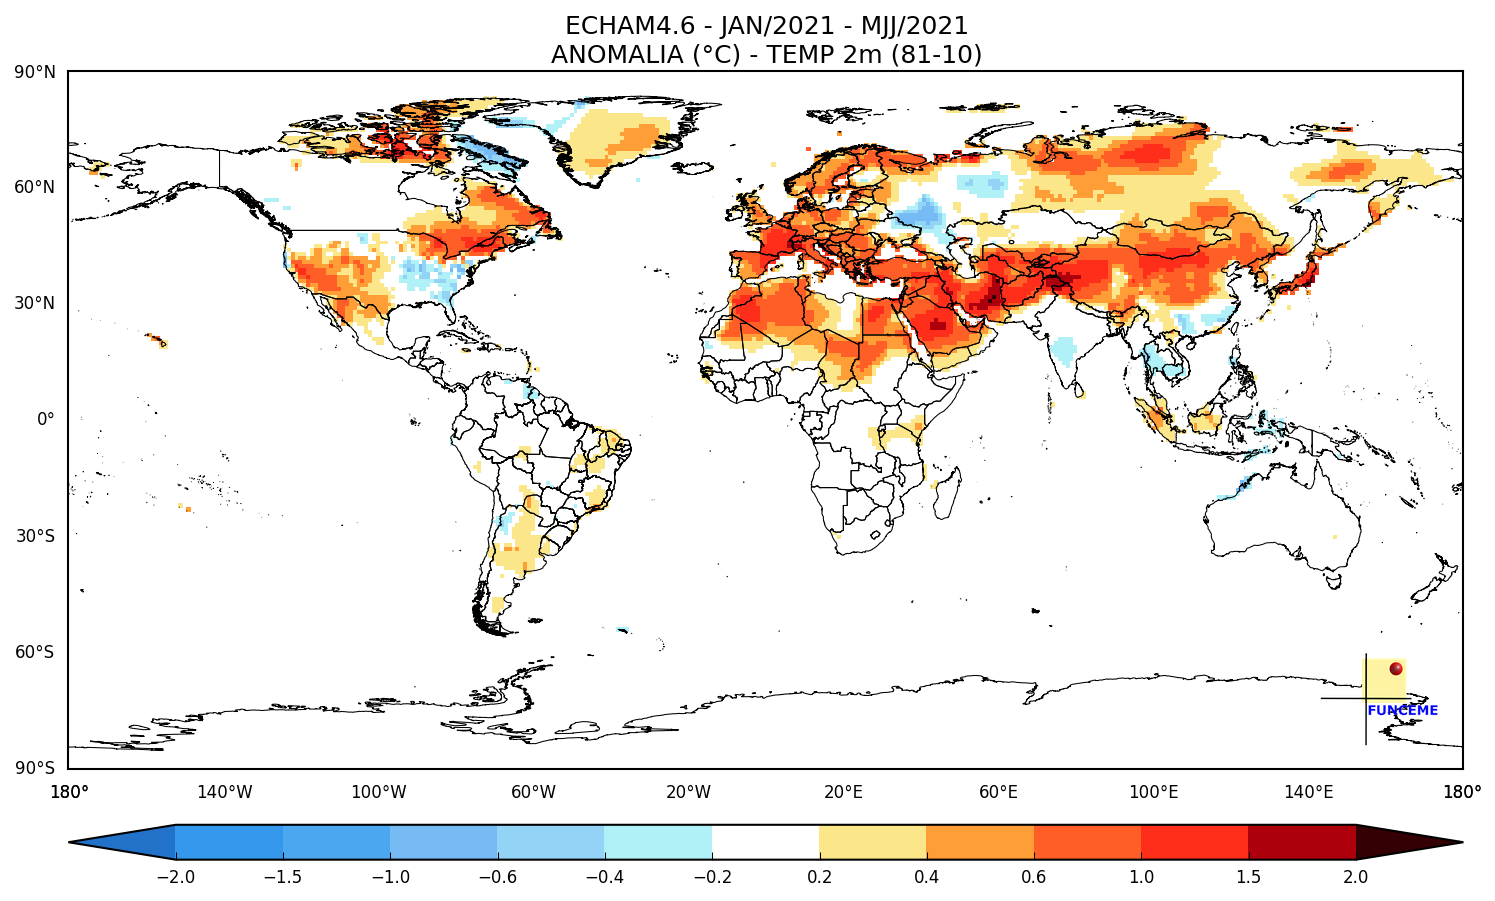 ECHAM4.6 - JAN/2021 - MJJ/2021
ANOMALIA (°C) - TEMP 2m (81-10)
90°N
60°N
30°N
0°
30°S
60°S
90°S
FUNCEME
180° 140°W 100°W 60°W 20°W 20°E 60°E 100°E 140°E 180°
−2.0 −1.5 −1.0 −0.6 −0.4 −0.2 0.2 0.4 0.6 1.0 1.5 2.0